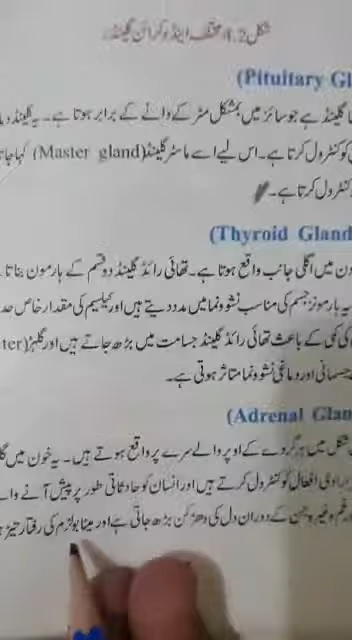 شکل 4.2: مختلف اینڈوکرائن گلینڈز
(Pituitary Gl
گلینڈ ہے جو سائز میں بمشکل مٹر کے دانے کے برابر ہوتا ہے۔ یہ گلینڈ
کو کنٹرول کرتا ہے۔ اس لیے اسے ماسٹر گلینڈ (Master gland) کہا جاتا
کنٹرول کرتا ہے۔
(Thyroid Gland
میں اگلی جانب واقع ہوتا ہے۔ تھائی رائڈ گلینڈ دو قسم کے ہارمون بناتا
یہ ہارمونز جسم کی مناسب نشوونما میں مدد دیتے ہیں اور کیلسیم کی مقدار خاص حد
کی کمی کے باعث تھائی رائڈ گلینڈ جسامت میں بڑھ جاتے ہیں اور گلہڑ (ter
جسمانی اور دماغی نشوونما متاثر ہوتی ہے۔
(Adrenal Glan
شکل میں ہر گردے کے اوپر والے سرے پر واقع ہوتے ہیں۔ یہ خون میں
ارادی افعال کو کنٹرول کرتے ہیں اور انسان کو حادثاتی طور پر پیش آنے
اور غم وغیرہ جن کے دوران دل کی دھڑکن بڑھ جاتی ہے اور میٹابولزم کی رفتار تیز